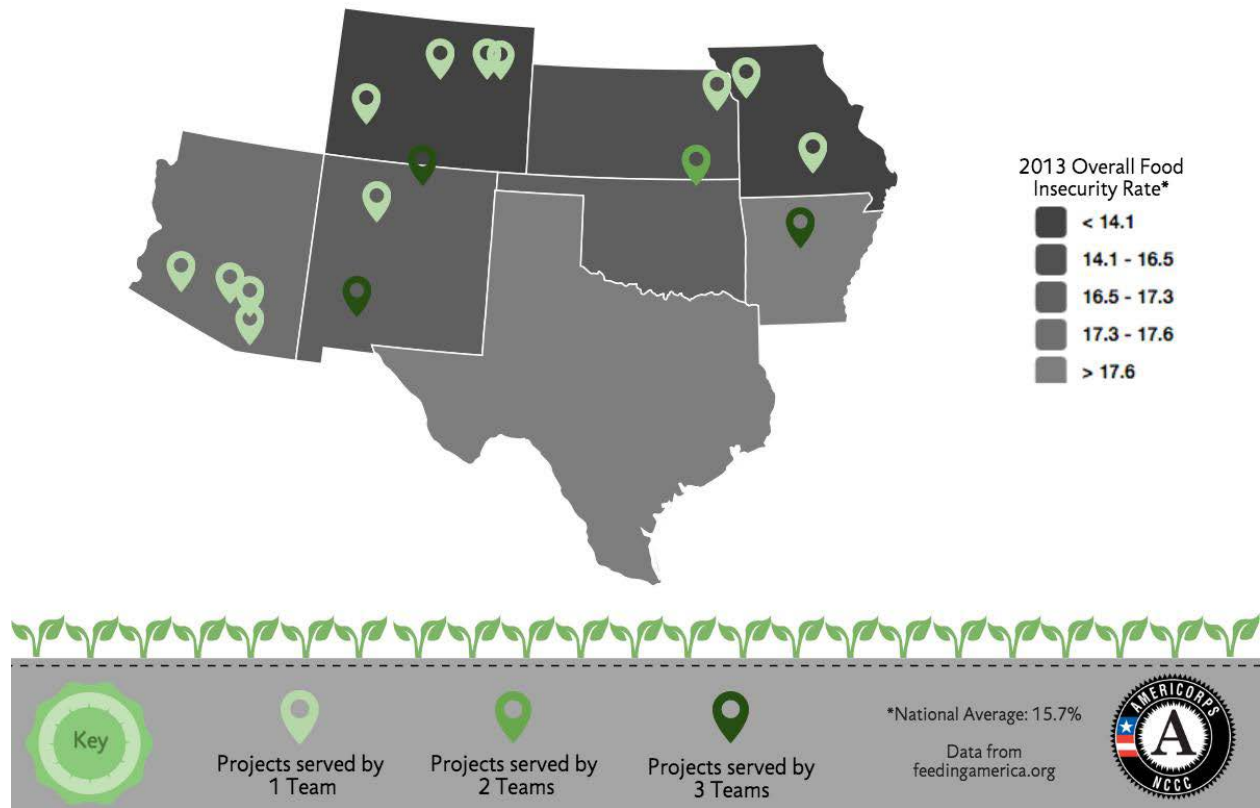 2013 Overall Food
Insecurity Rate*
< 14.1
14.1 - 16.5
16.5 - 17.3
17.3 - 17.6
> 17.6
Key
Projects served by
1 Team
Projects served by
2 Teams
Projects served by
3 Teams
*National Average: 15.7%
Data from
feedingamerica.org
AMERICORPS
A
NCCC